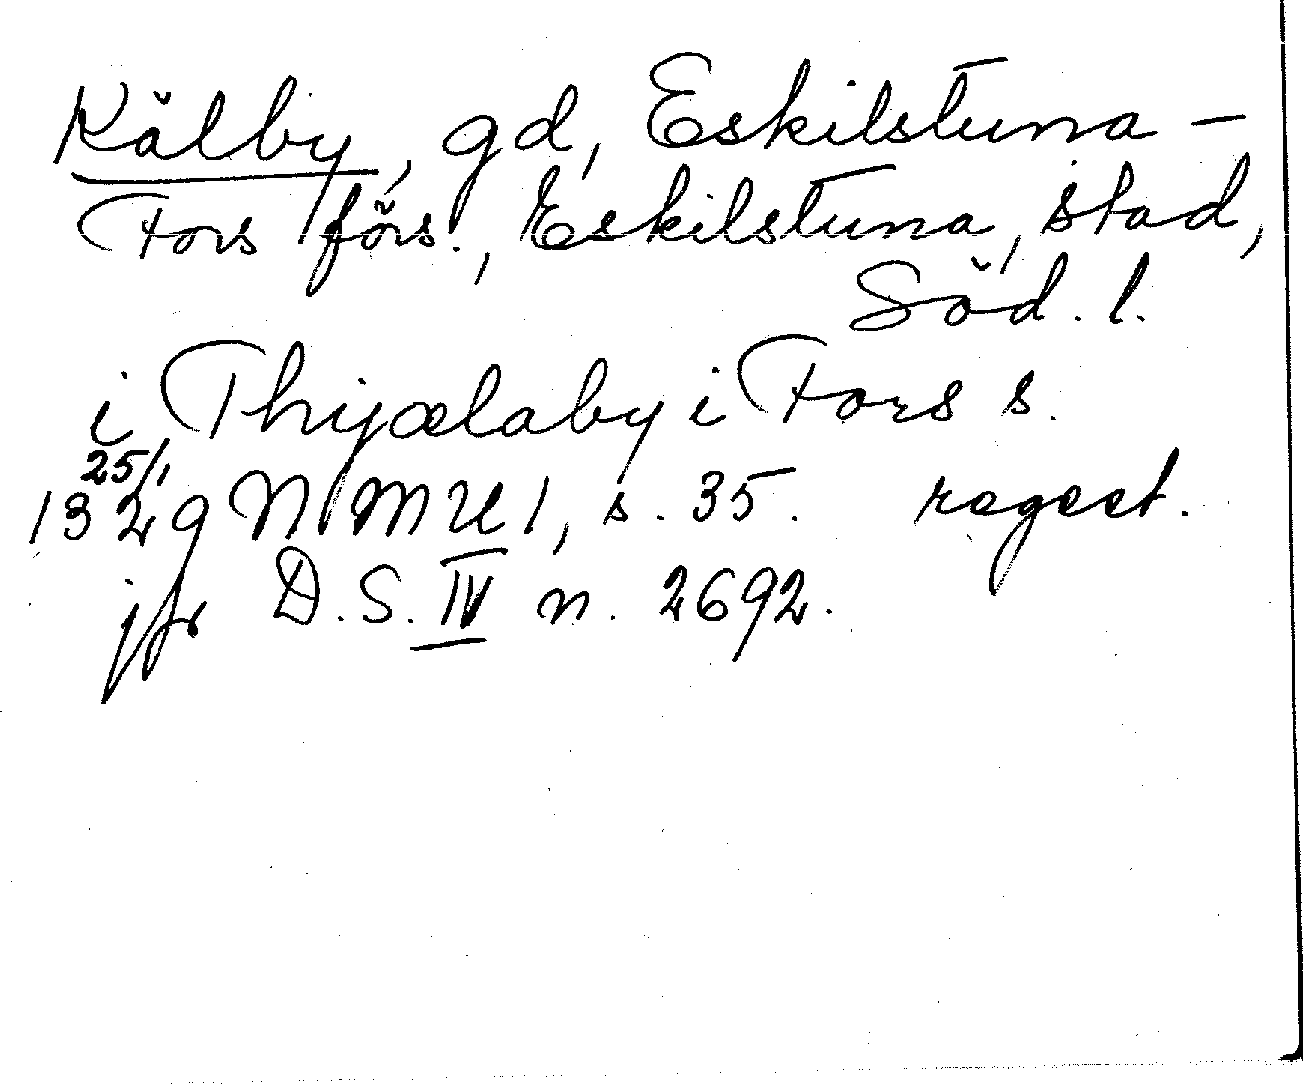 Kälby, gd, Eskilstuna-
Fors förs., Eskilstuna, stad,
Söd. l.
i Thyælaby i Fors s.
25/1
1329 NMU 1, s. 35. regest.
jfr D.S. IV n. 2692.